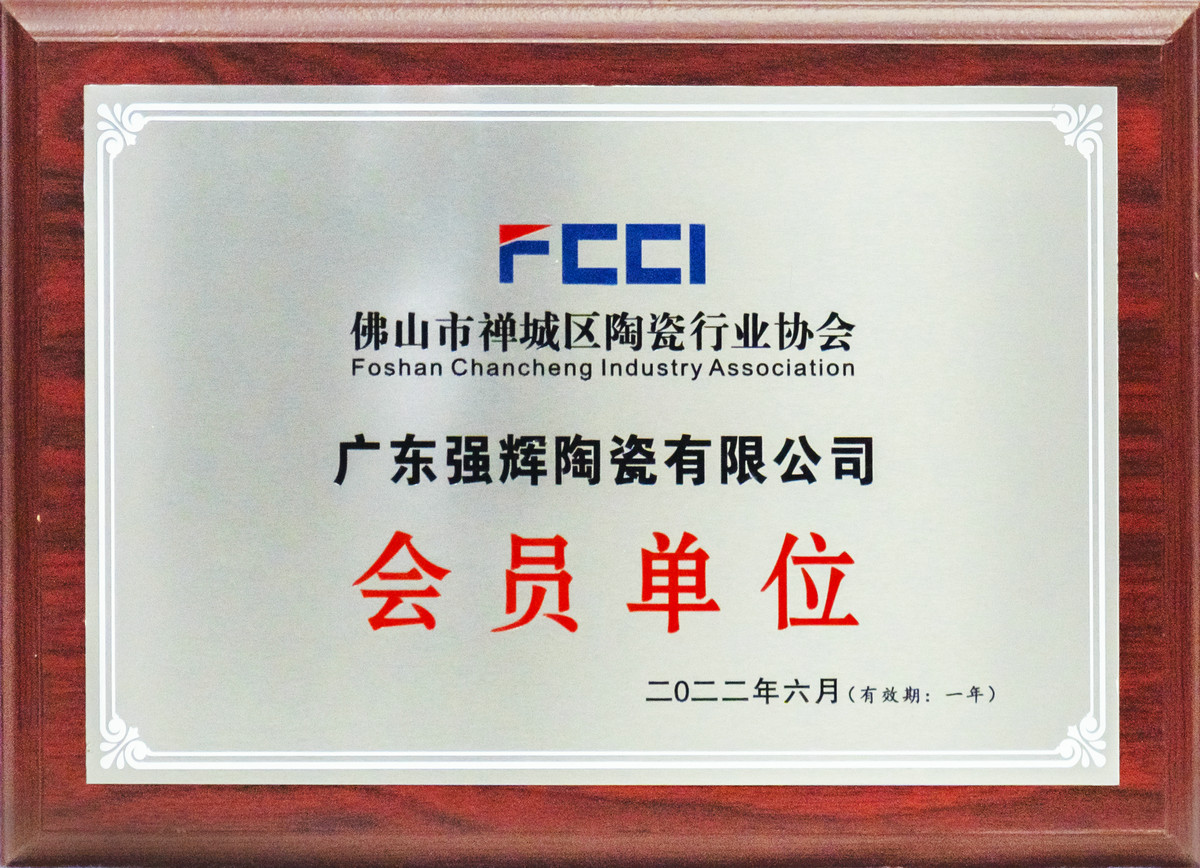 FCCI
佛山市禅城区陶瓷行业协会
Foshan Chancheng Industry Association
广东强辉陶瓷有限公司
会员单位
二0二二年六月(有效期: 一年)